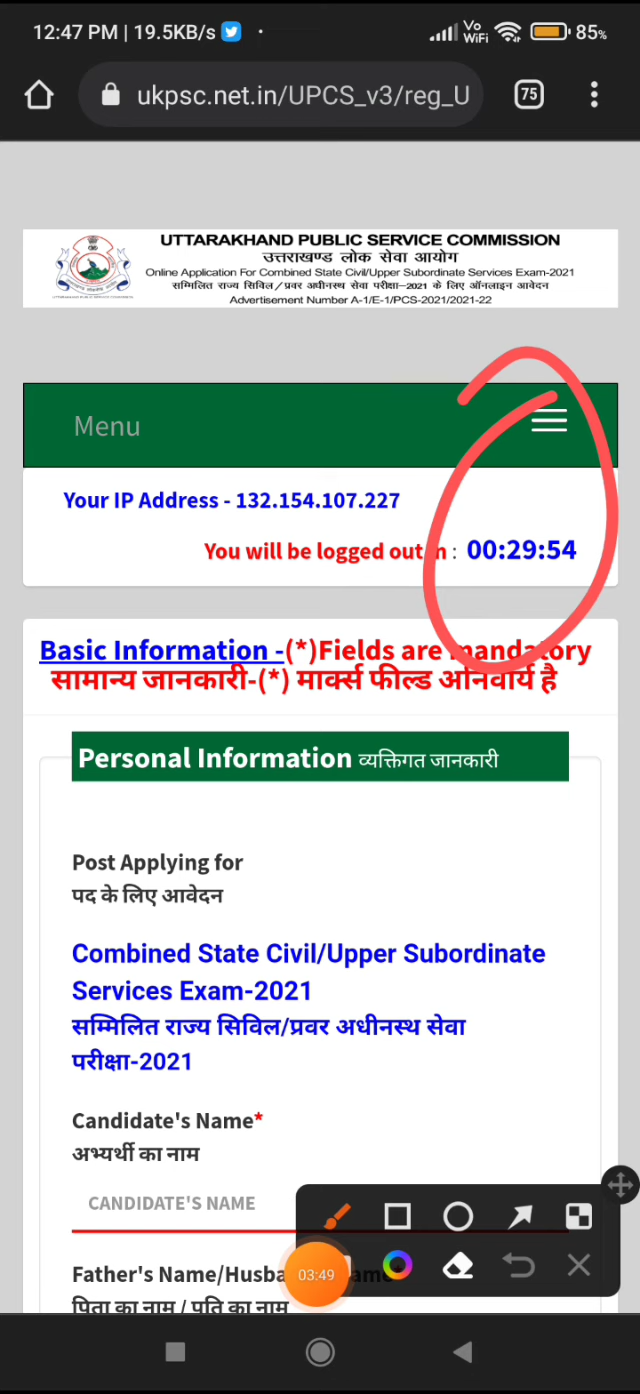 12:47 PM | 19.5KB/s
Vo
WiFi
85%
ukpsc.net.in/UPCS_v3/reg_U
75
UTTARAKHAND PUBLIC SERVICE COMMISSION
उत्तराखण्ड लोक सेवा आयोग
Online Application For Combined State Civil/Upper Subordinate Services Exam-2021
सम्मिलित राज्य सिविल/प्रवर अधीनस्थ सेवा परीक्षा-2021 के लिए ऑनलाइन आवेदन
Advertisement Number A-1/E-1/PCS-2021/2021-22
Menu
Your IP Address - 132.154.107.227
You will be logged out in : 00:29:54
Basic Information -(*)Fields are mandatory
सामान्य जानकारी-(*) मार्क्स फील्ड अनिवार्य है
Personal Information व्यक्तिगत जानकारी
Post Applying for
पद के लिए आवेदन
Combined State Civil/Upper Subordinate
Services Exam-2021
सम्मिलित राज्य सिविल/प्रवर अधीनस्थ सेवा
परीक्षा-2021
Candidate's Name*
अभ्यर्थी का नाम
CANDIDATE'S NAME
Father's Name/Husba
03:49
पिता का नाम / पति का नाम